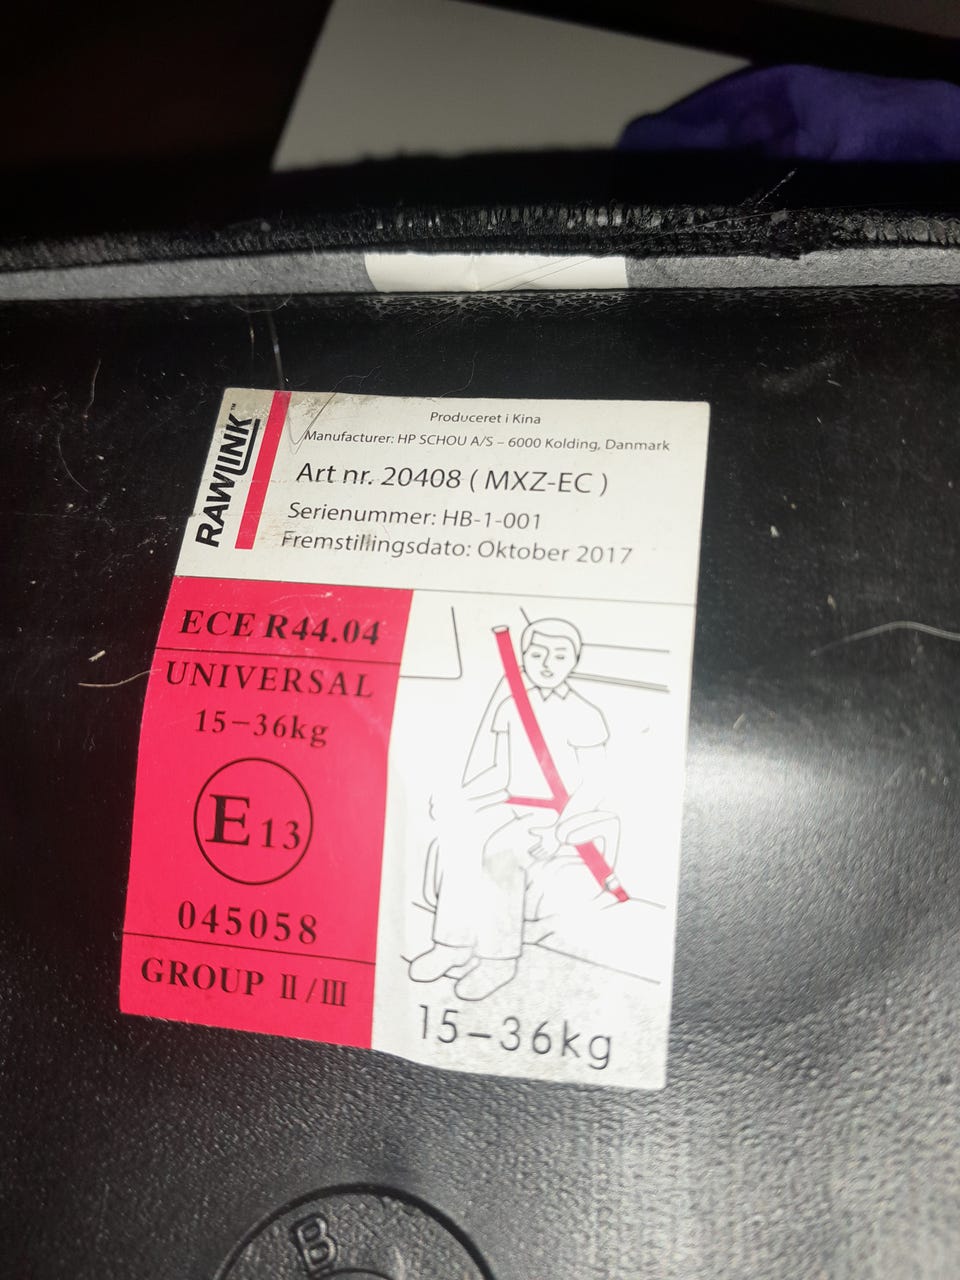 RAWLINK™
Produceret i Kina
Manufacturer: HP SCHOU A/S – 6000 Kolding, Danmark
Art nr. 20408 ( MXZ-EC )
Serienummer: HB-1-001
Fremstillingsdato: Oktober 2017
ECE R44.04
UNIVERSAL
15-36kg
E13
045058
GROUP II/III
15-36kg
B